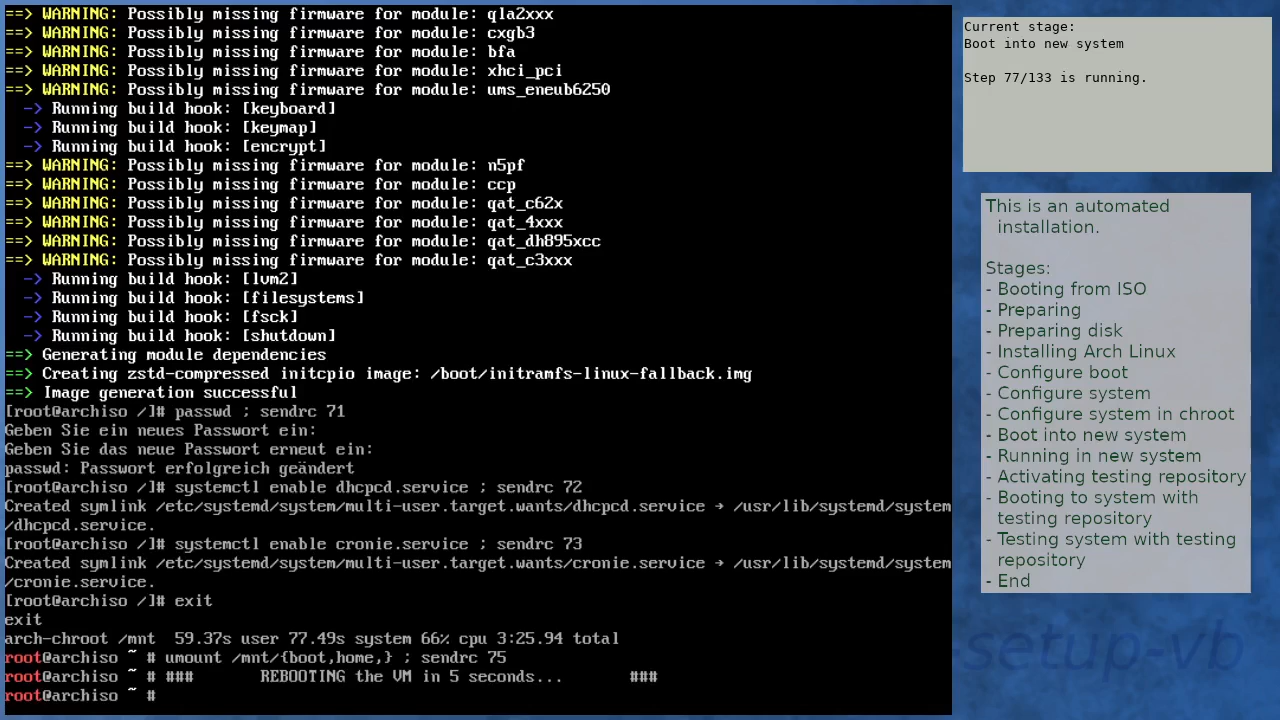 ==> WARNING: Possibly missing firmware for module: qla2xxx
==> WARNING: Possibly missing firmware for module: cxgb3
==> WARNING: Possibly missing firmware for module: bfa
==> WARNING: Possibly missing firmware for module: xhci_pci
==> WARNING: Possibly missing firmware for module: ums_eneub6250
  -> Running build hook: [keyboard]
  -> Running build hook: [keymap]
  -> Running build hook: [encrypt]
==> WARNING: Possibly missing firmware for module: n5pf
==> WARNING: Possibly missing firmware for module: ccp
==> WARNING: Possibly missing firmware for module: qat_c62x
==> WARNING: Possibly missing firmware for module: qat_4xxx
==> WARNING: Possibly missing firmware for module: qat_dh895xcc
==> WARNING: Possibly missing firmware for module: qat_c3xxx
  -> Running build hook: [lvm2]
  -> Running build hook: [filesystems]
  -> Running build hook: [fsck]
  -> Running build hook: [shutdown]
==> Generating module dependencies
==> Creating zstd-compressed initcpio image: /boot/initramfs-linux-fallback.img
==> Image generation successful
[root@archiso /]# passwd ; sendrc 71
Geben Sie ein neues Passwort ein:
Geben Sie das neue Passwort erneut ein:
passwd: Passwort erfolgreich geändert
[root@archiso /]# systemctl enable dhcpcd.service ; sendrc 72
Created symlink /etc/systemd/system/multi-user.target.wants/dhcpcd.service → /usr/lib/systemd/system
/dhcpcd.service.
[root@archiso /]# systemctl enable cronie.service ; sendrc 73
Created symlink /etc/systemd/system/multi-user.target.wants/cronie.service → /usr/lib/systemd/system
/cronie.service.
[root@archiso /]# exit
exit
arch-chroot /mnt  59.37s user 77.49s system 66% cpu 3:25.94 total
root@archiso ~ # umount /mnt/{boot,home,} ; sendrc 75
root@archiso ~ # ###       REBOOTING the VM in 5 seconds...       ###
root@archiso ~ #
Current stage:
Boot into new system
Step 77/133 is running.
This is an automated
installation.
Stages:
- Booting from ISO
- Preparing
- Preparing disk
- Installing Arch Linux
- Configure boot
- Configure system
- Configure system in chroot
- Boot into new system
- Running in new system
- Activating testing repository
- Booting to system with
testing repository
- Testing system with testing
repository
- End
-setup-vb